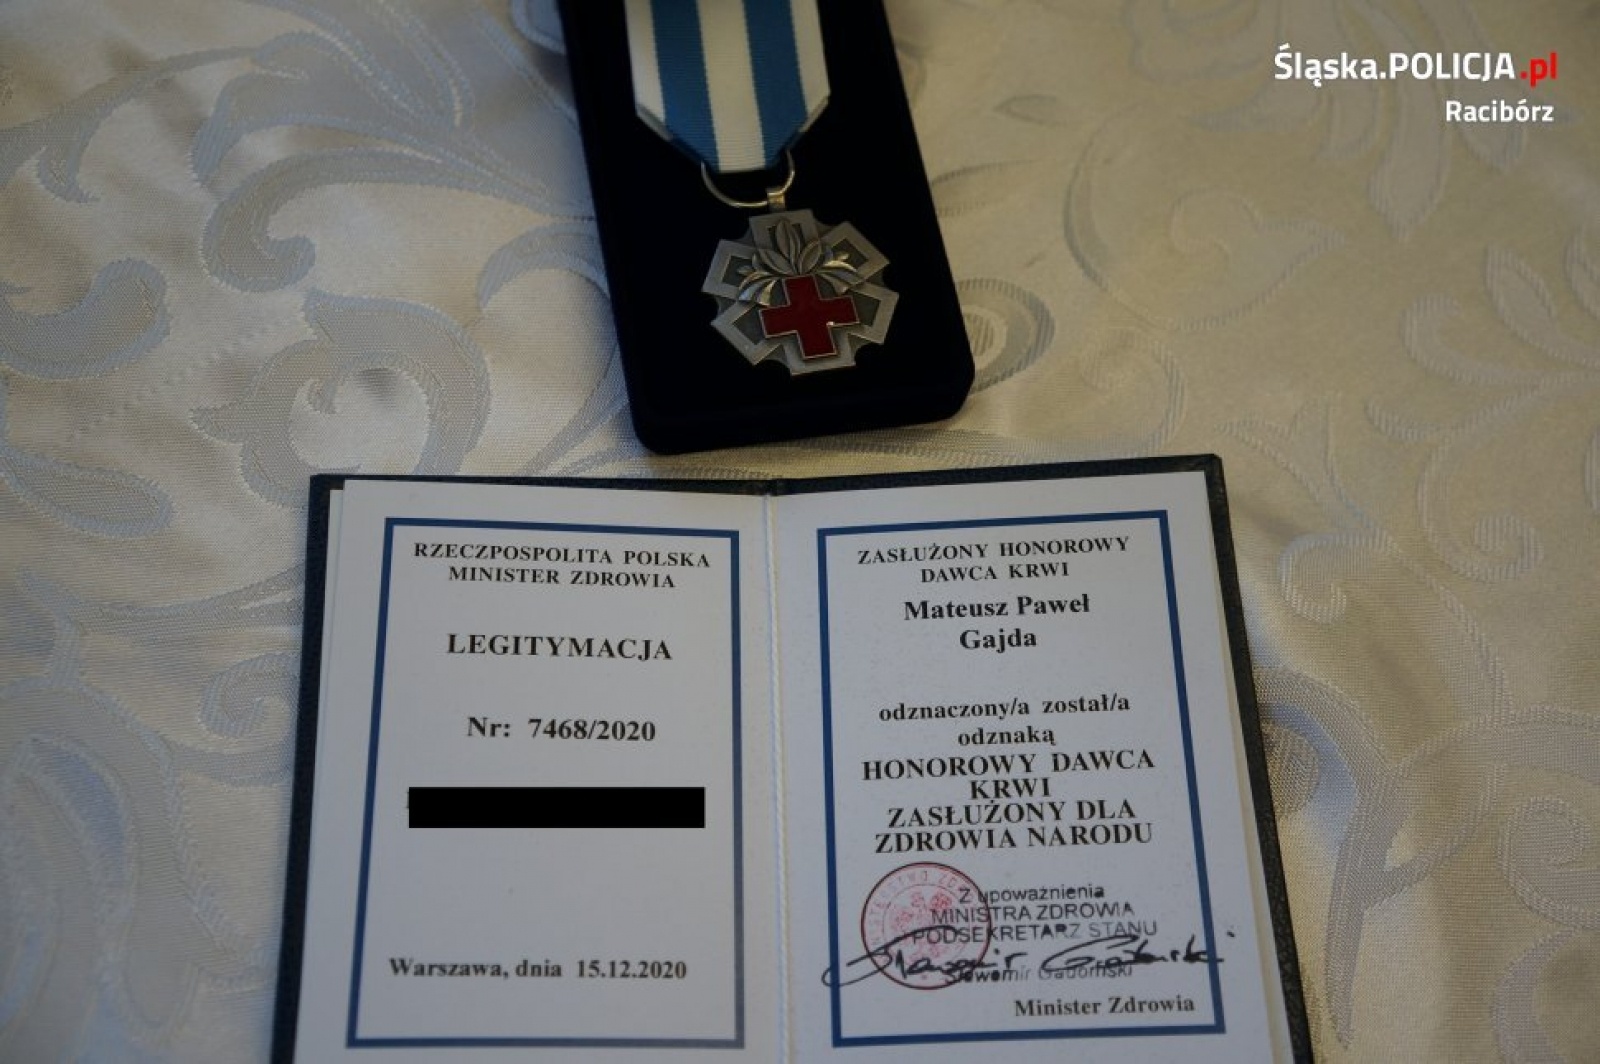 Śląska.POLICJA.pl
Racibórz
RZECZPOSPOLITA POLSKA
MINISTER ZDROWIA
LEGITYMACJA
Nr: 7468/2020
Warszawa, dnia 15.12.2020
ZASŁUŻONY HONOROWY
DAWCA KRWI
Mateusz Paweł
Gajda
odznaczony/a został/a
odznaką
HONOROWY DAWCA
KRWI
ZASŁUŻONY DLA
ZDROWIA NARODU
Z upoważnienia
MINISTRA ZDROWIA
PODSEKRETARZ STANU
Sławomir Gadomski
Minister Zdrowia